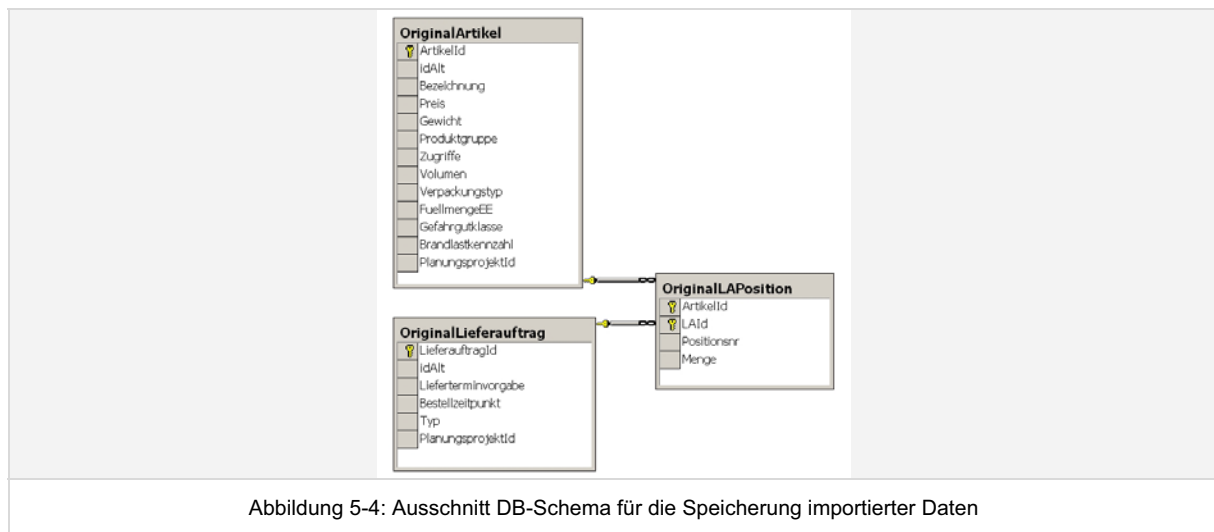 OriginalArtikel
ArtikelId
idAlt
Bezeichnung
Preis
Gewicht
Produktgruppe
Zugriffe
Volumen
Verpackungstyp
FuellmengeEE
Gefahrgutklasse
Brandlastkennzahl
PlanungsprojektId
OriginalLAPosition
ArtikelId
LAId
Positionsnr
Menge
OriginalLieferauftrag
LieferauftragId
idAlt
Lieferterminvorgabe
Bestellzeitpunkt
Typ
PlanungsprojektId
Abbildung 5-4: Ausschnitt DB-Schema für die Speicherung importierter Daten